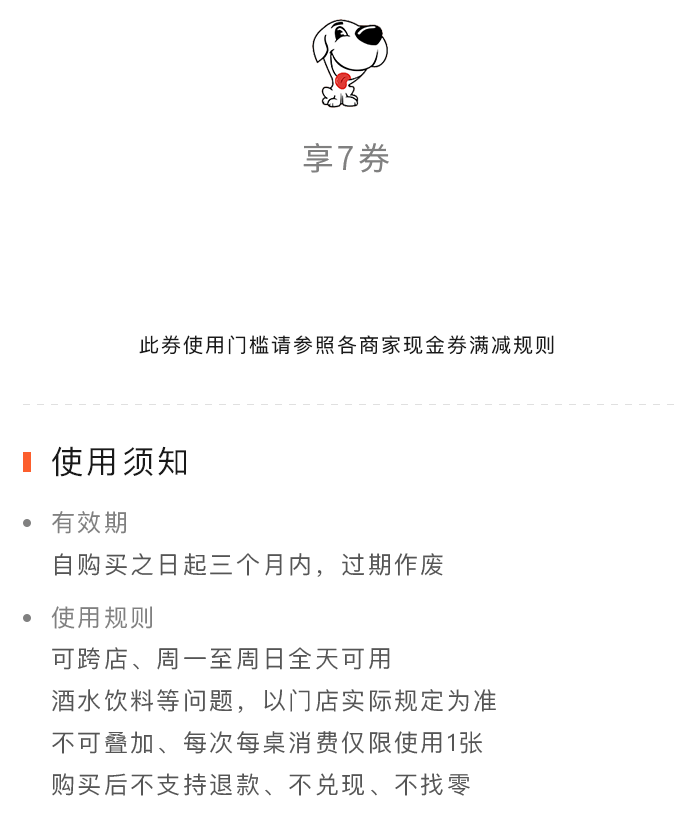 享7券
此券使用门槛请参照各商家现金券满减规则
使用须知
有效期
自购买之日起三个月内，过期作废
使用规则
可跨店、周一至周日全天可用
酒水饮料等问题，以门店实际规定为准
不可叠加、每次每桌消费仅限使用1张
购买后不支持退款、不兑现、不找零